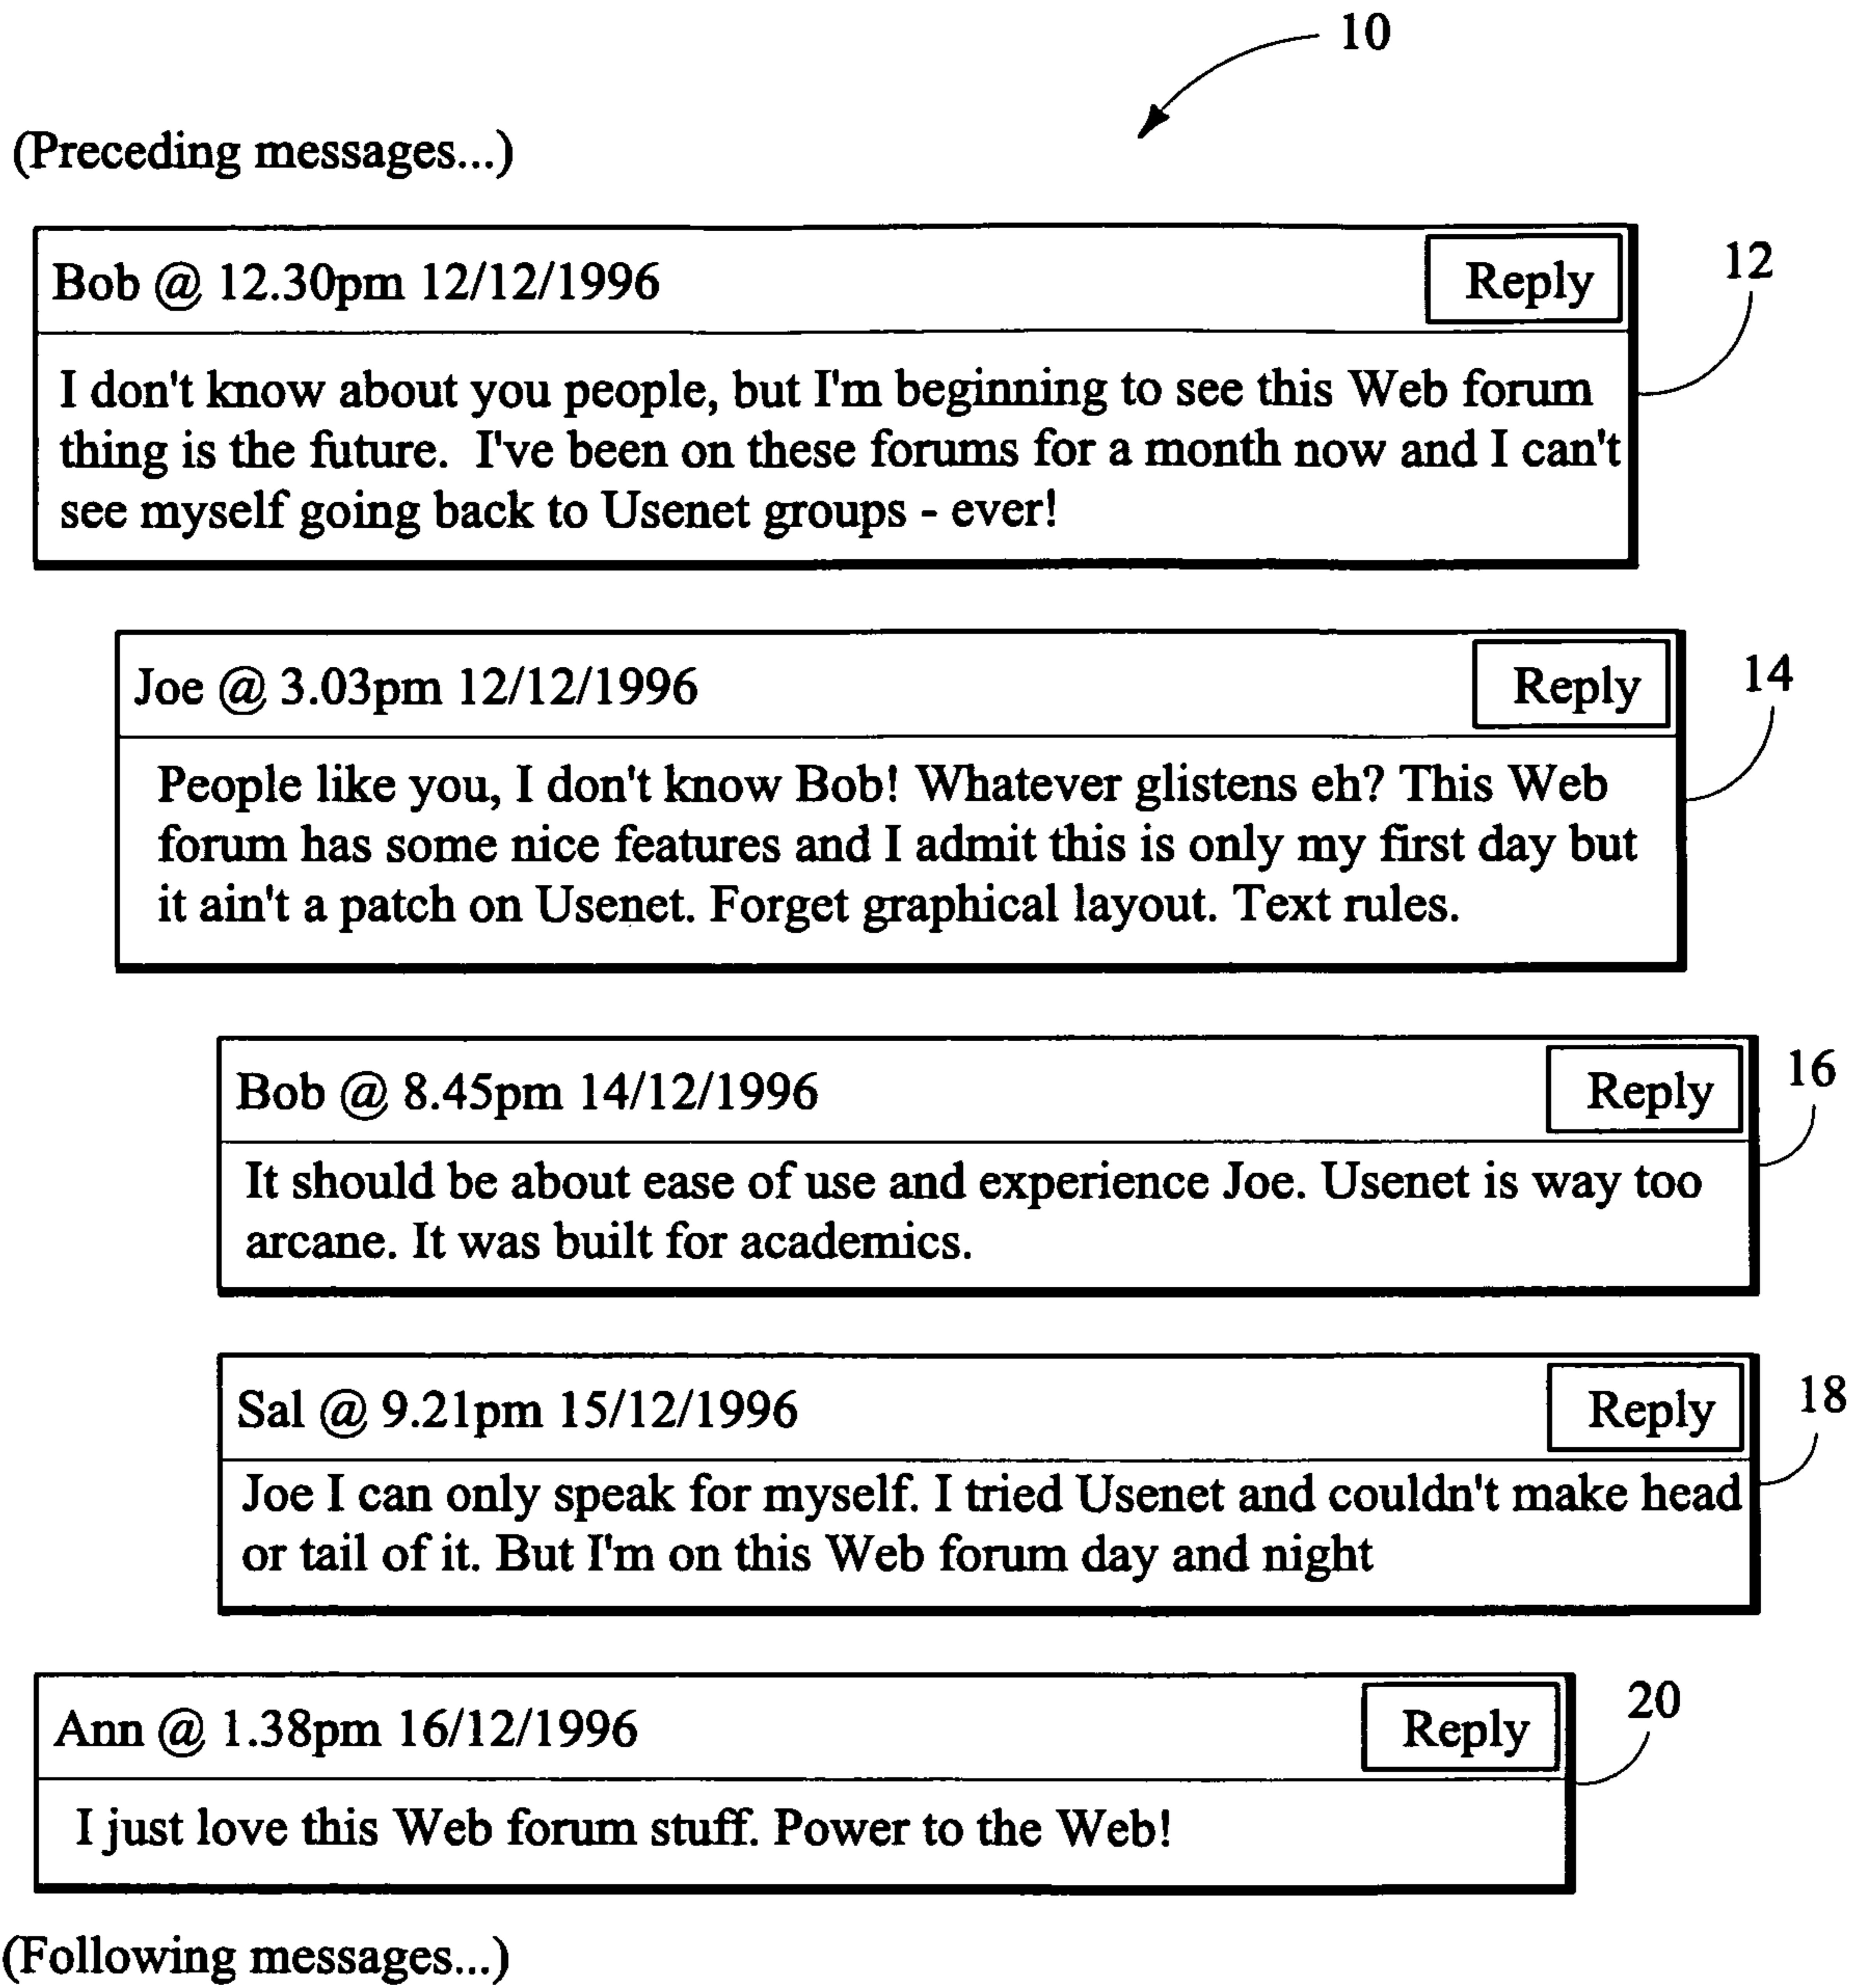 10
(Preceding messages...)
Bob @ 12.30pm 12/12/1996 Reply
12
I don't know about you people, but I'm beginning to see this Web forum
thing is the future. I've been on these forums for a month now and I can't
see myself going back to Usenet groups - ever!
Joe @ 3.03pm 12/12/1996 Reply
14
People like you, I don't know Bob! Whatever glistens eh? This Web
forum has some nice features and I admit this is only my first day but
it ain't a patch on Usenet. Forget graphical layout. Text rules.
Bob @ 8.45pm 14/12/1996 Reply
16
It should be about ease of use and experience Joe. Usenet is way too
arcane. It was built for academics.
Sal @ 9.21pm 15/12/1996 Reply
18
Joe I can only speak for myself. I tried Usenet and couldn't make head
or tail of it. But I'm on this Web forum day and night
Ann @ 1.38pm 16/12/1996 Reply
20
I just love this Web forum stuff. Power to the Web!
(Following messages...)